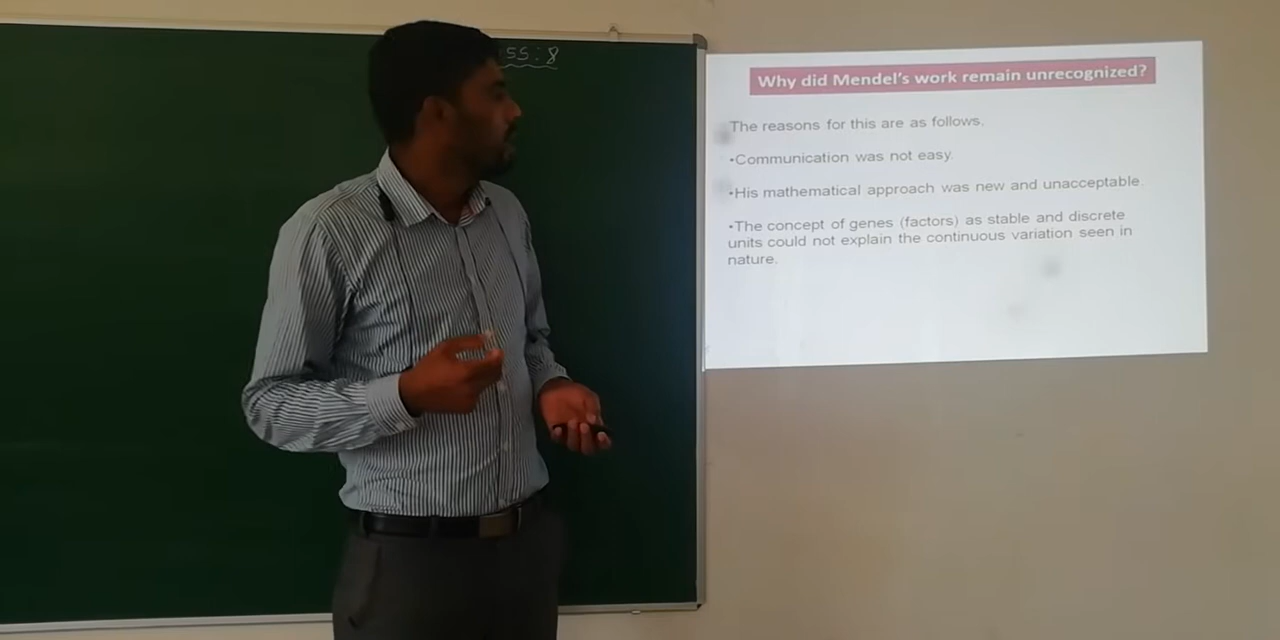 SS : 8
Why did Mendel's work remain unrecognized?
The reasons for this are as follows.
•Communication was not easy.
•His mathematical approach was new and unacceptable.
•The concept of genes (factors) as stable and discrete
units could not explain the continuous variation seen in
nature.